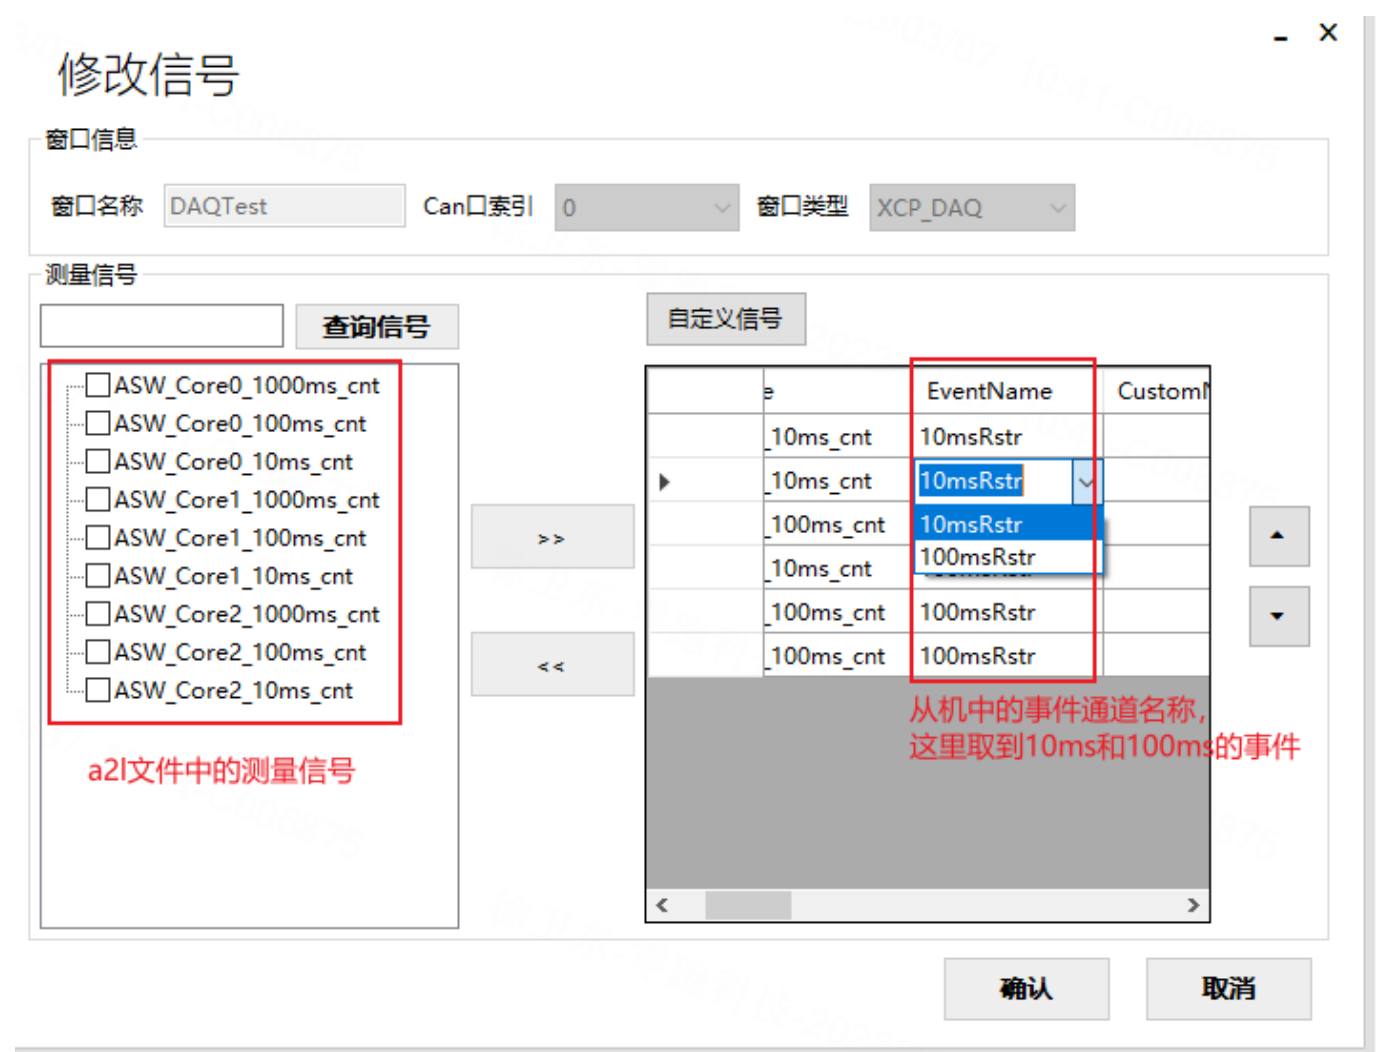 修改信号
窗口信息
窗口名称 DAQTest Can口索引 0 窗口类型 XCP_DAQ
测量信号
查询信号
自定义信号
ASW_Core0_1000ms_cnt
ASW_Core0_100ms_cnt
ASW_Core0_10ms_cnt
ASW_Core1_1000ms_cnt
ASW_Core1_100ms_cnt
ASW_Core1_10ms_cnt
ASW_Core2_1000ms_cnt
ASW_Core2_100ms_cnt
ASW_Core2_10ms_cnt
a2l文件中的测量信号
>>
<<
e EventName Custom
_10ms_cnt 10msRstr
_10ms_cnt 10msRstr
_100ms_cnt 10msRstr
100msRstr
_10ms_cnt
_100ms_cnt 100msRstr
_100ms_cnt 100msRstr
从机中的事件通道名称，
这里取到10ms和100ms的事件
确认 取消